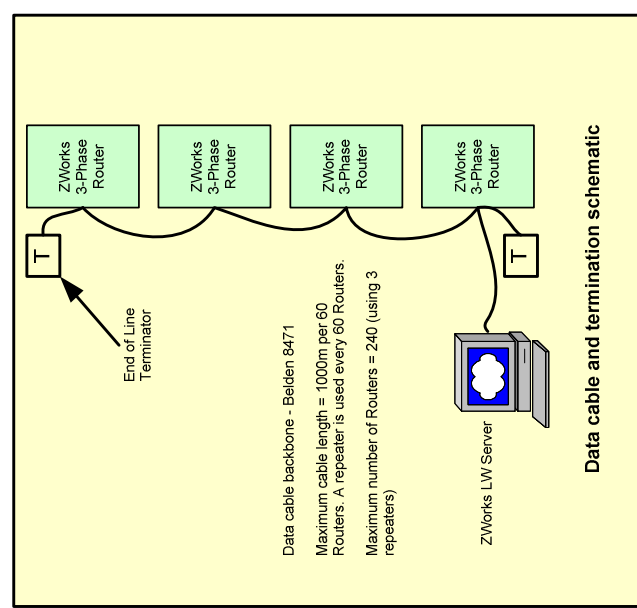 ZWorks
3-Phase
Router
ZWorks
3-Phase
Router
ZWorks
3-Phase
Router
ZWorks
3-Phase
Router
T
T
End of Line
Terminator
Data cable backbone - Belden 8471
Maximum cable length = 1000m per 60
Routers. A repeater is used every 60 Routers.
Maximum number of Routers = 240 (using 3
repeaters)
ZWorks LW Server
Data cable and termination schematic